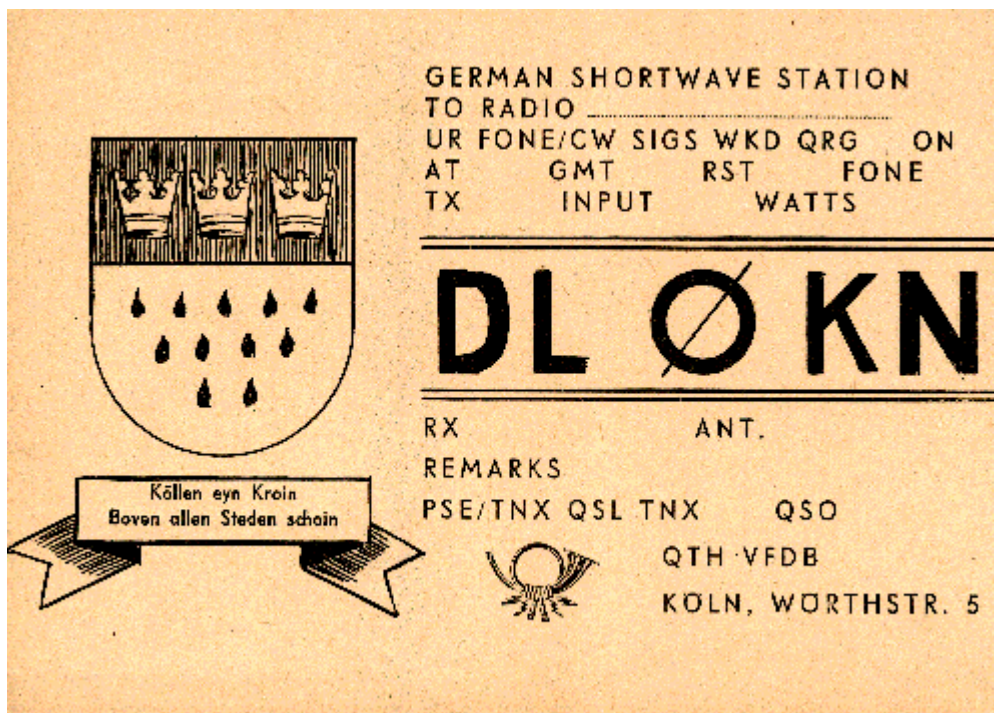 GERMAN SHORTWAVE STATION
TO RADIO
UR FONE/CW SIGS WKD QRG ON
AT GMT RST FONE
TX INPUT WATTS
DL Ø KN
RX ANT.
REMARKS
PSE/TNX QSL TNX QSO
QTH VFDB
KÖLN, WÖRTHSTR. 5
Köllen eyn Kroin
Boven allen Steden schoin